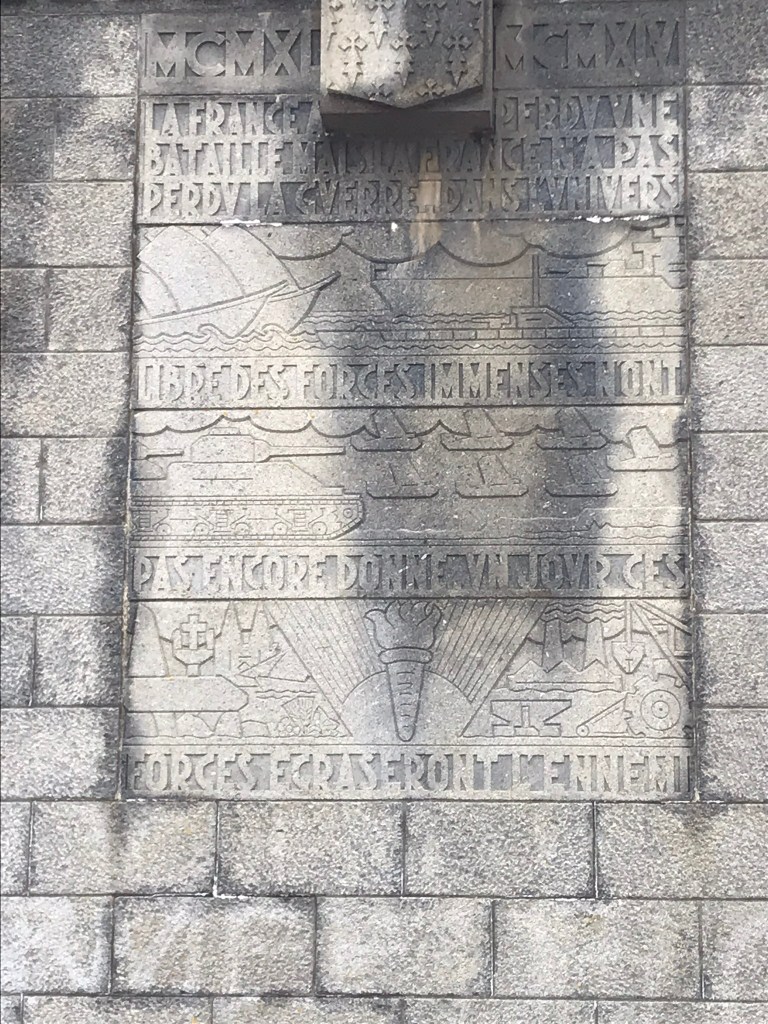 MCMXL MCMXLV
LA FRANCE A PERDV VNE
BATAILLE MAIS LA FRANCE N'A PAS
PERDV LA GVERRE DANS L'VNIVERS
LIBRE DES FORCES IMMENSES N'ONT
PAS ENCORE DONNE VN JOVR CES
FORCES ECRASERONT L'ENNEMI